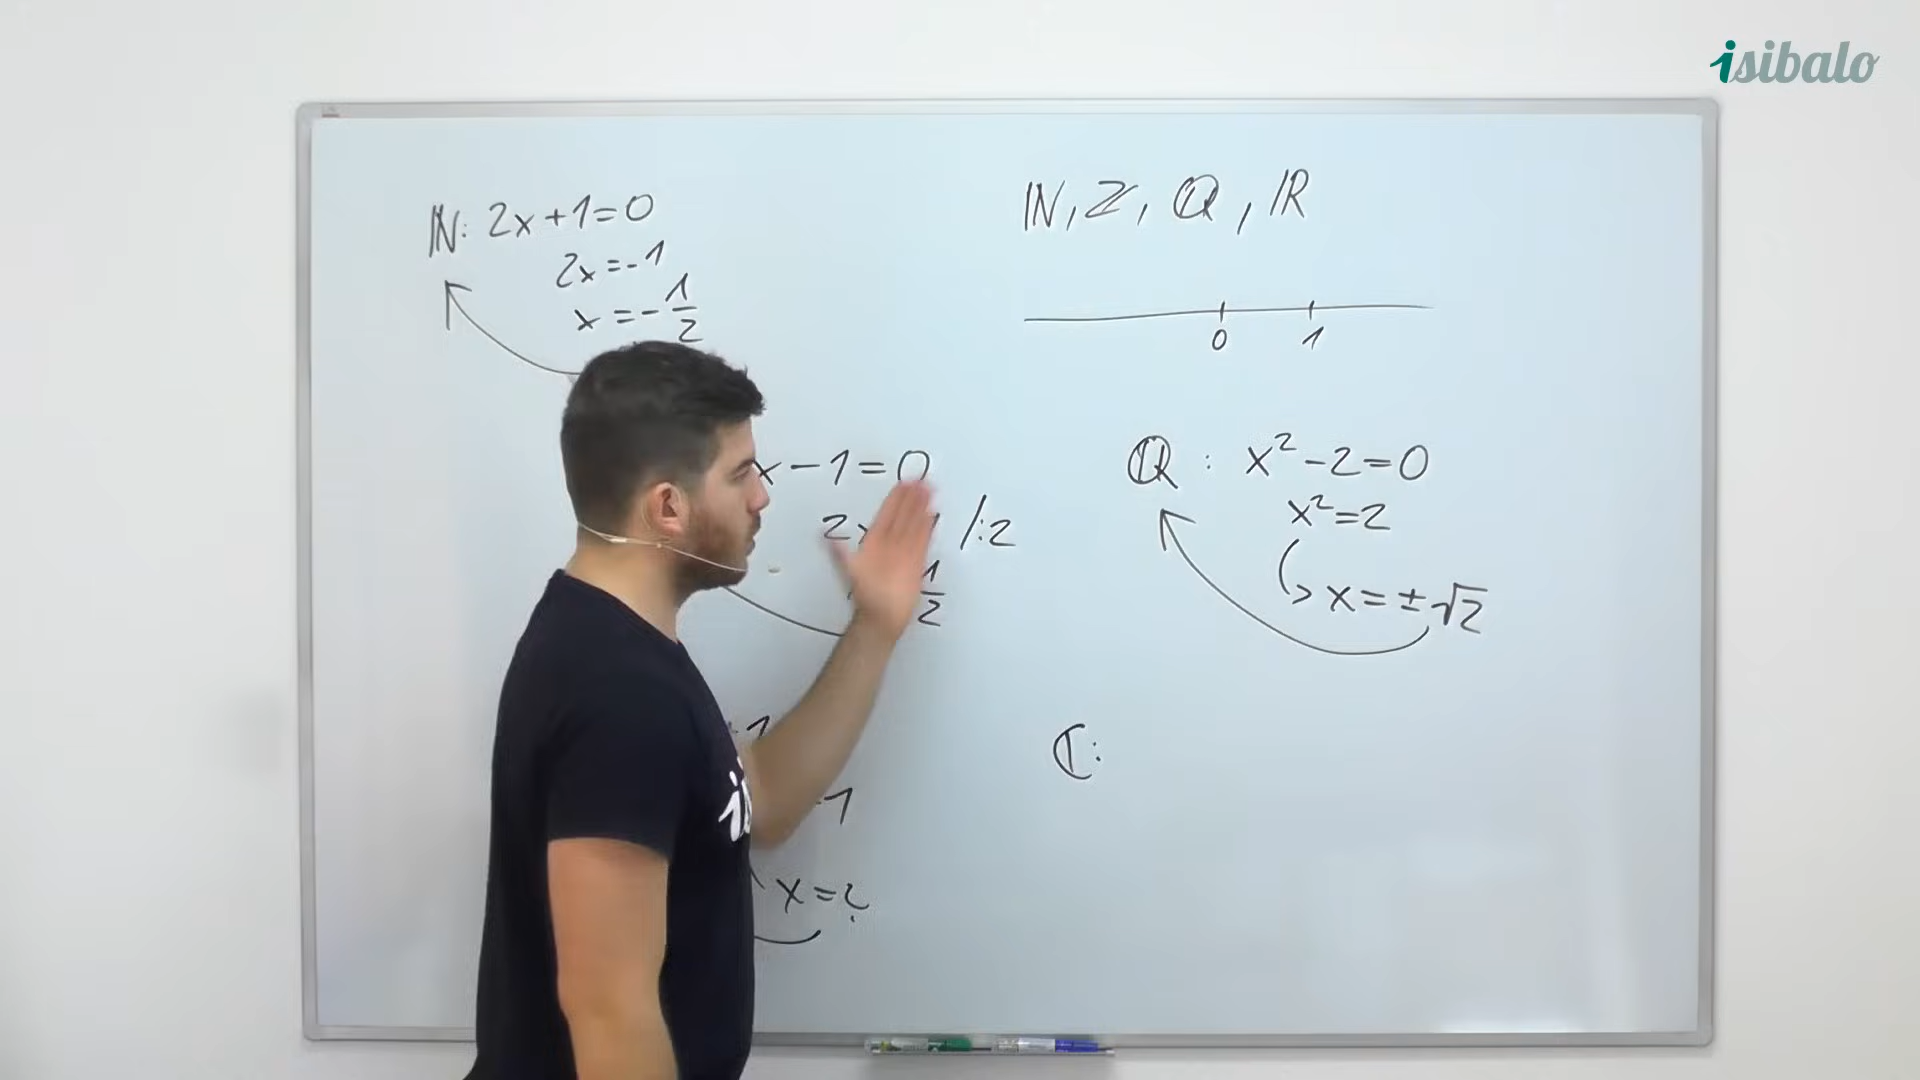 isibalo
ℕ: 2x+1=0
2x=-1
x=-1/2
ℕ, ℤ, ℚ, ℝ
0 1
x-1=0
2x /:2
1/2
ℚ: x²-2=0
x²=2
x=±√2
-1
x=?
ℂ: